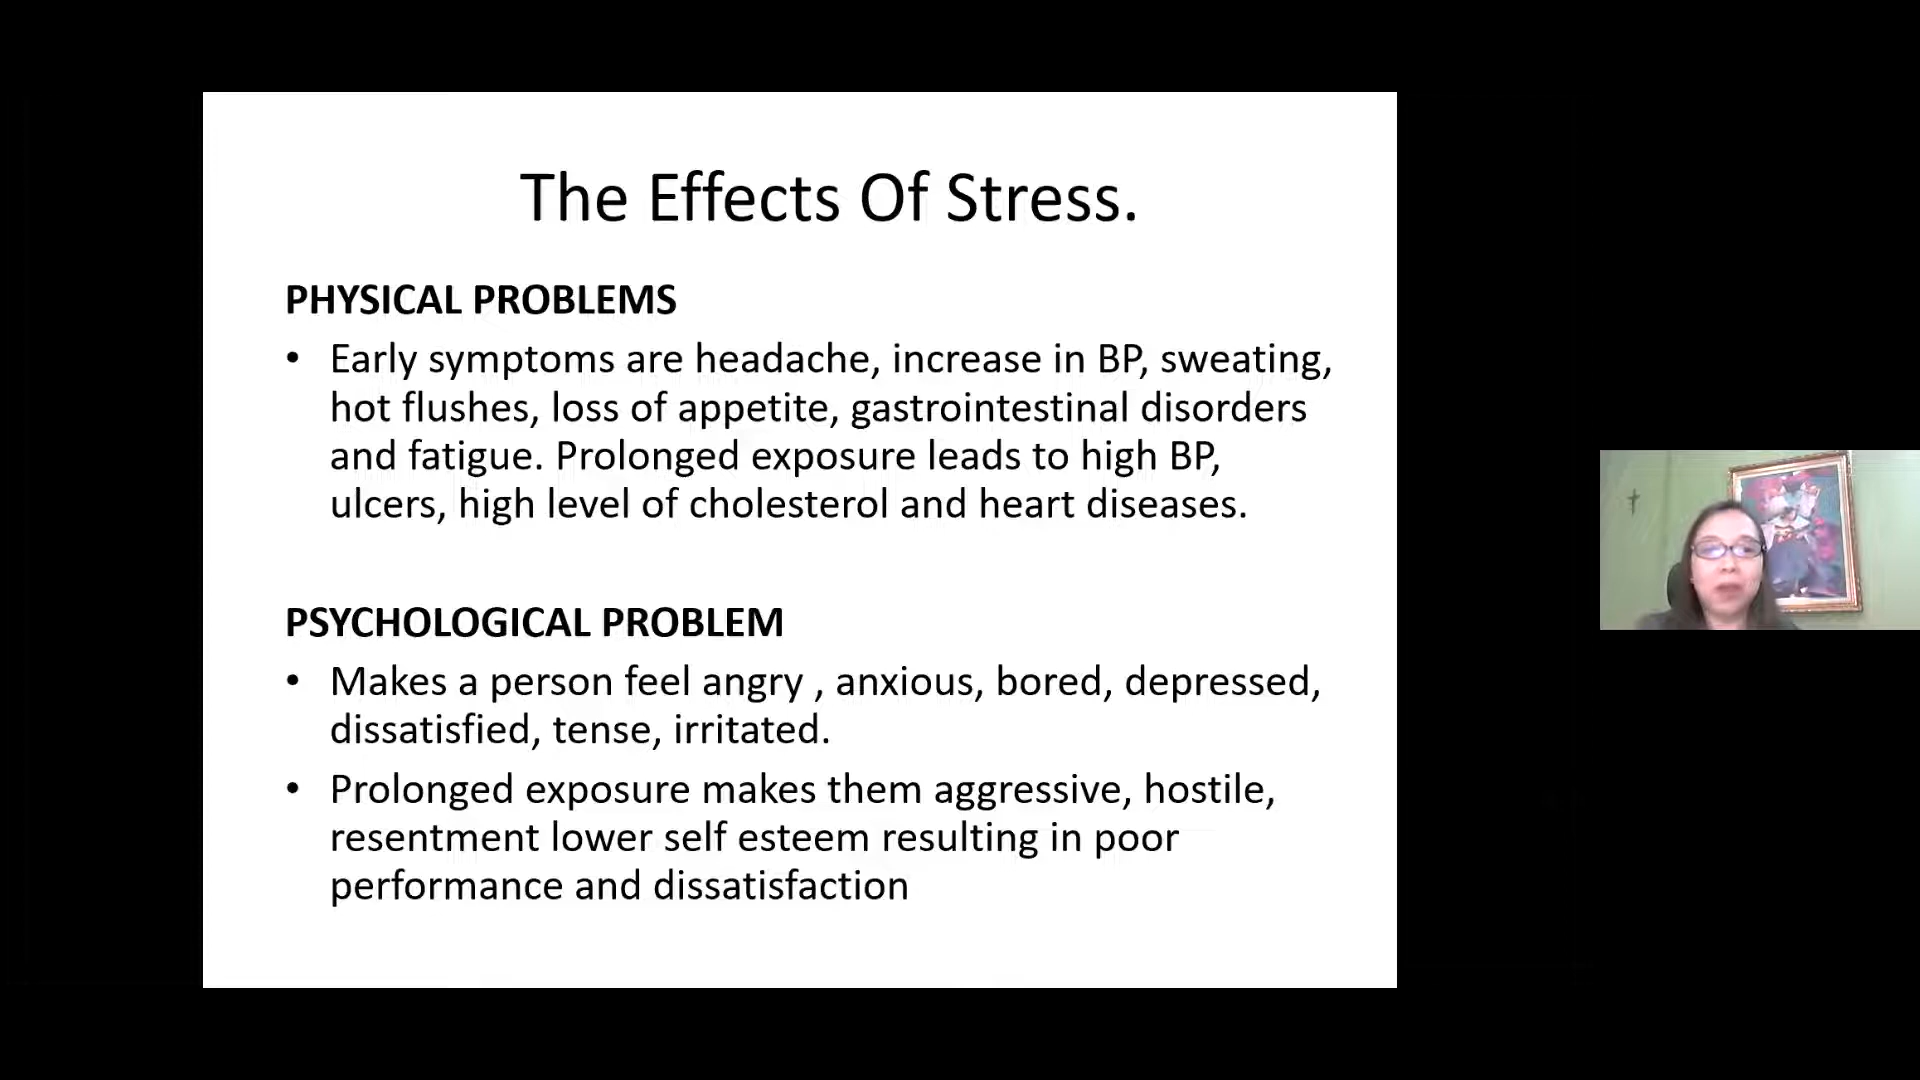 The Effects Of Stress.
PHYSICAL PROBLEMS
• Early symptoms are headache, increase in BP, sweating,
hot flushes, loss of appetite, gastrointestinal disorders
and fatigue. Prolonged exposure leads to high BP,
ulcers, high level of cholesterol and heart diseases.
PSYCHOLOGICAL PROBLEM
• Makes a person feel angry , anxious, bored, depressed,
dissatisfied, tense, irritated.
• Prolonged exposure makes them aggressive, hostile,
resentment lower self esteem resulting in poor
performance and dissatisfaction